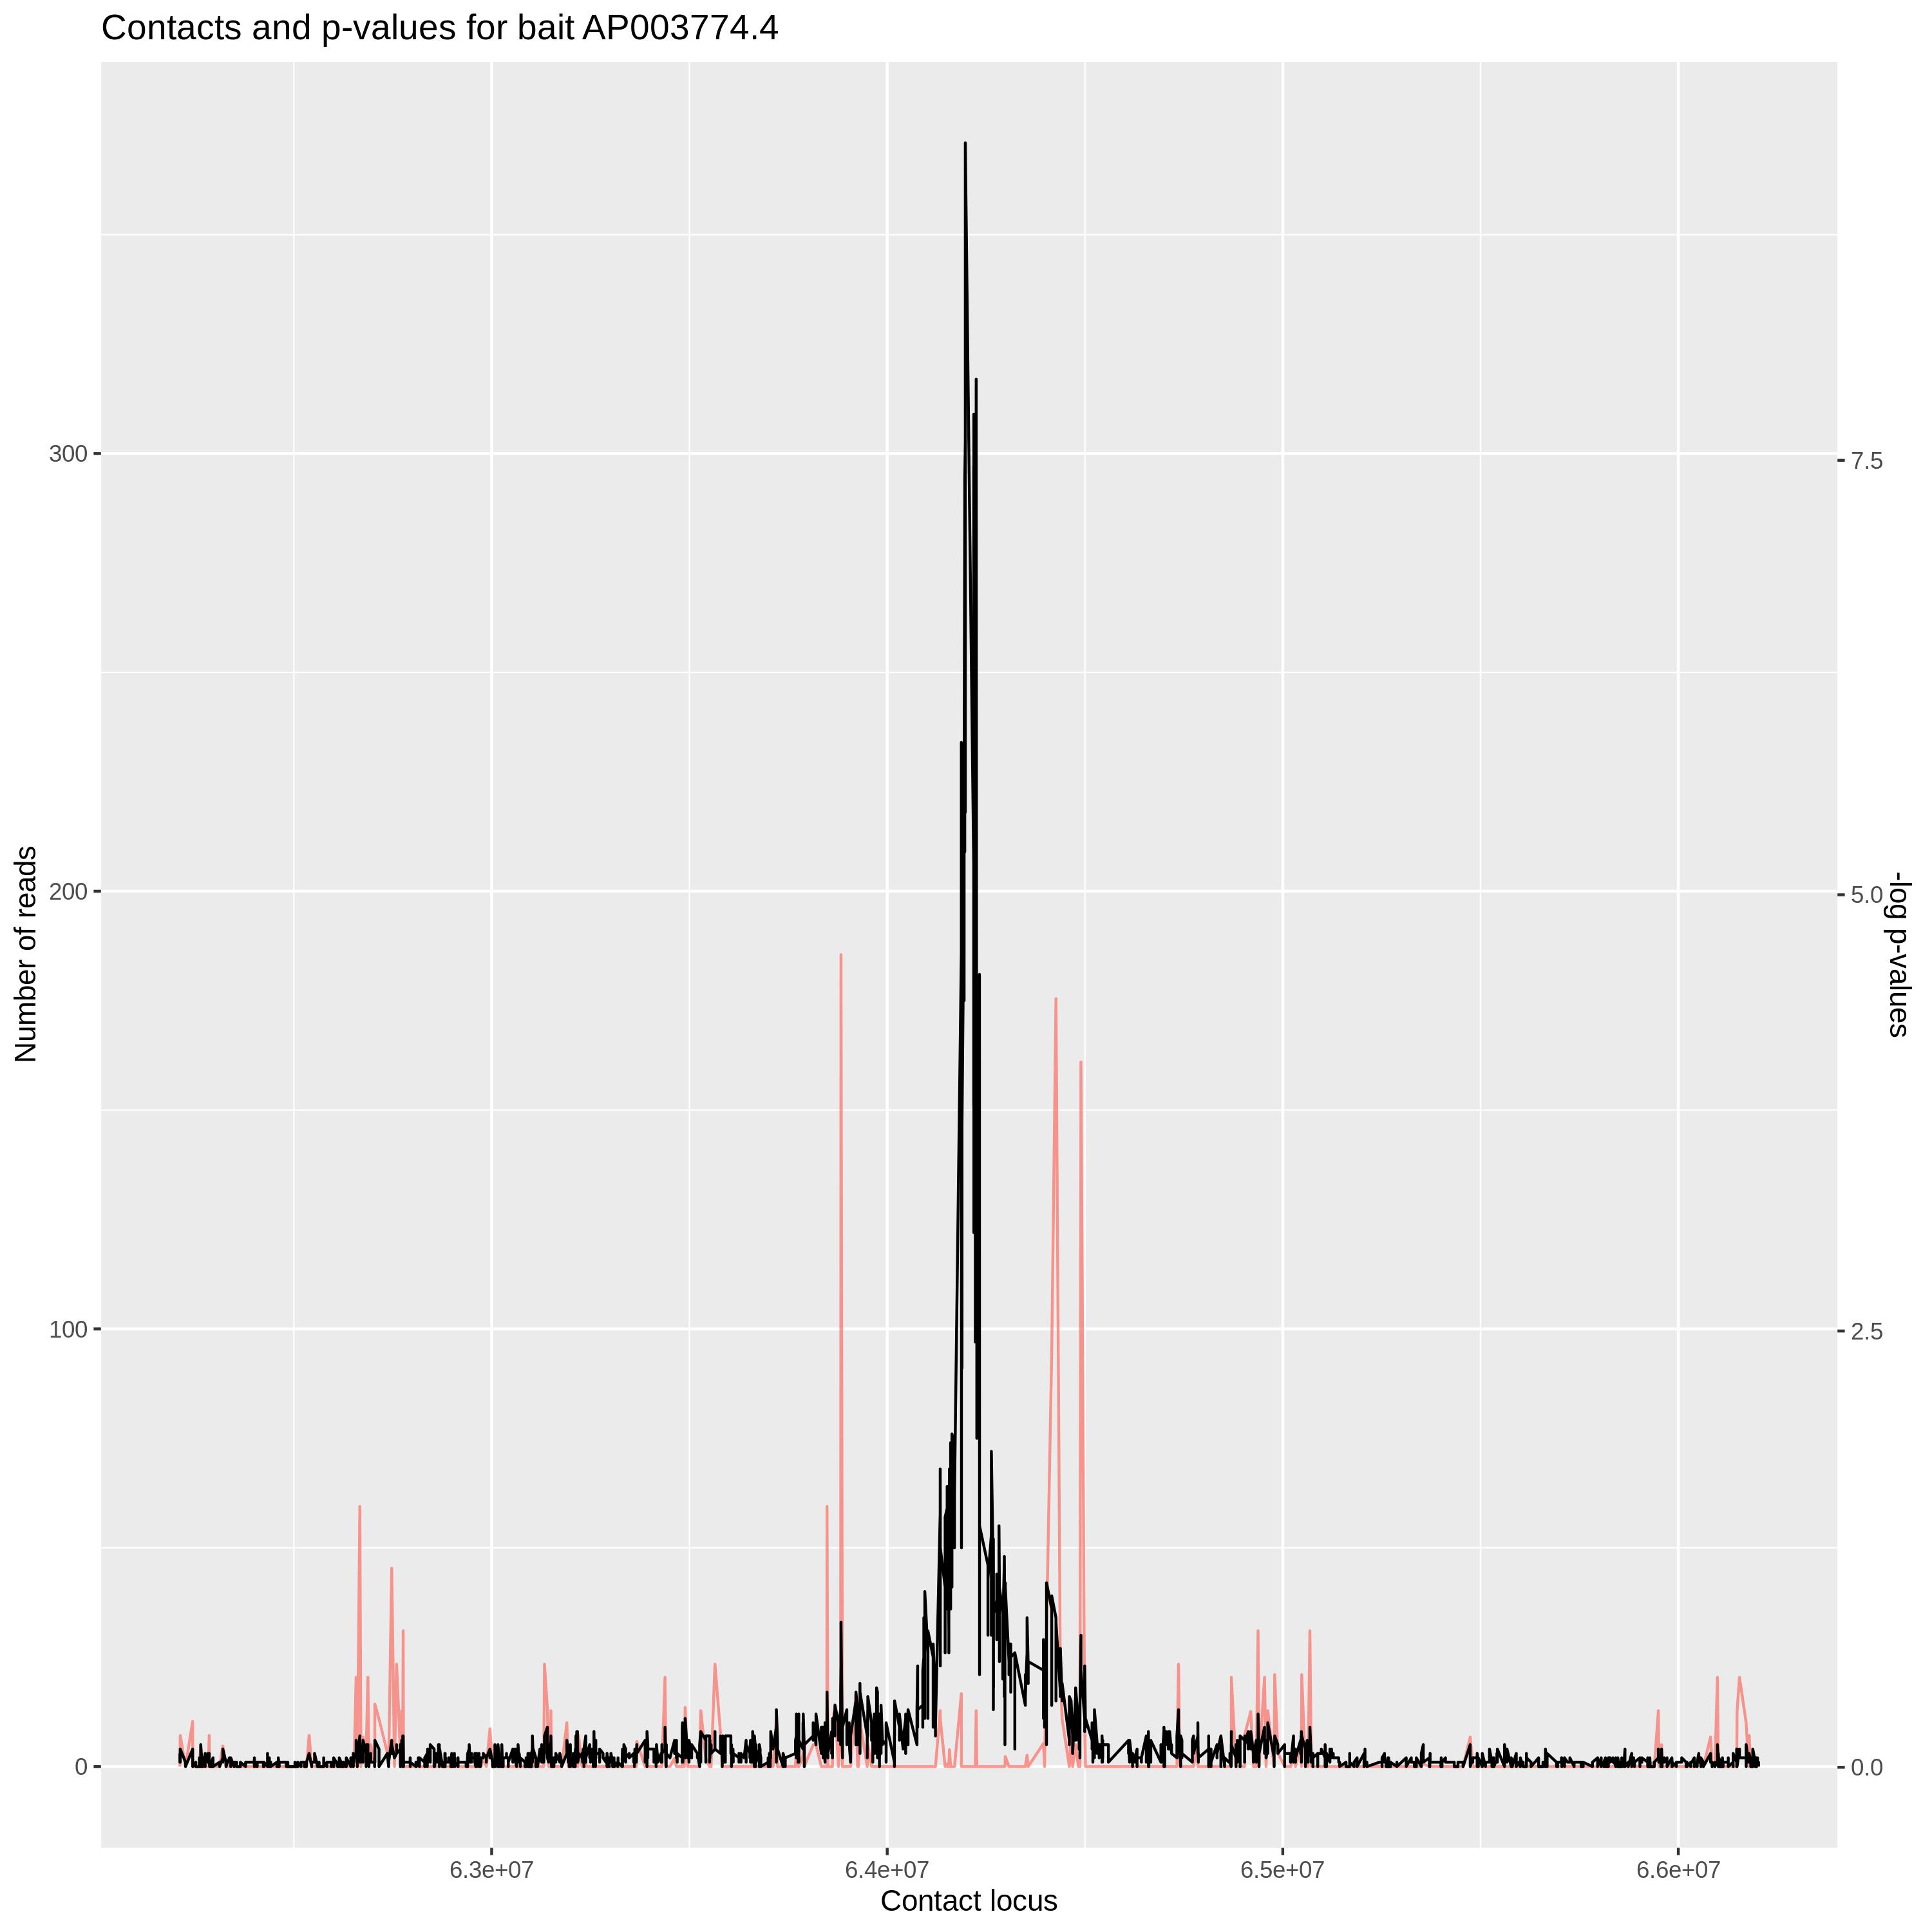 Contacts and p-values for bait AP003774.4
300
200
100
0
Number of reads
7.5
5.0
2.5
0.0
-log p-values
6.3e+07 6.4e+07 6.5e+07 6.6e+07
Contact locus